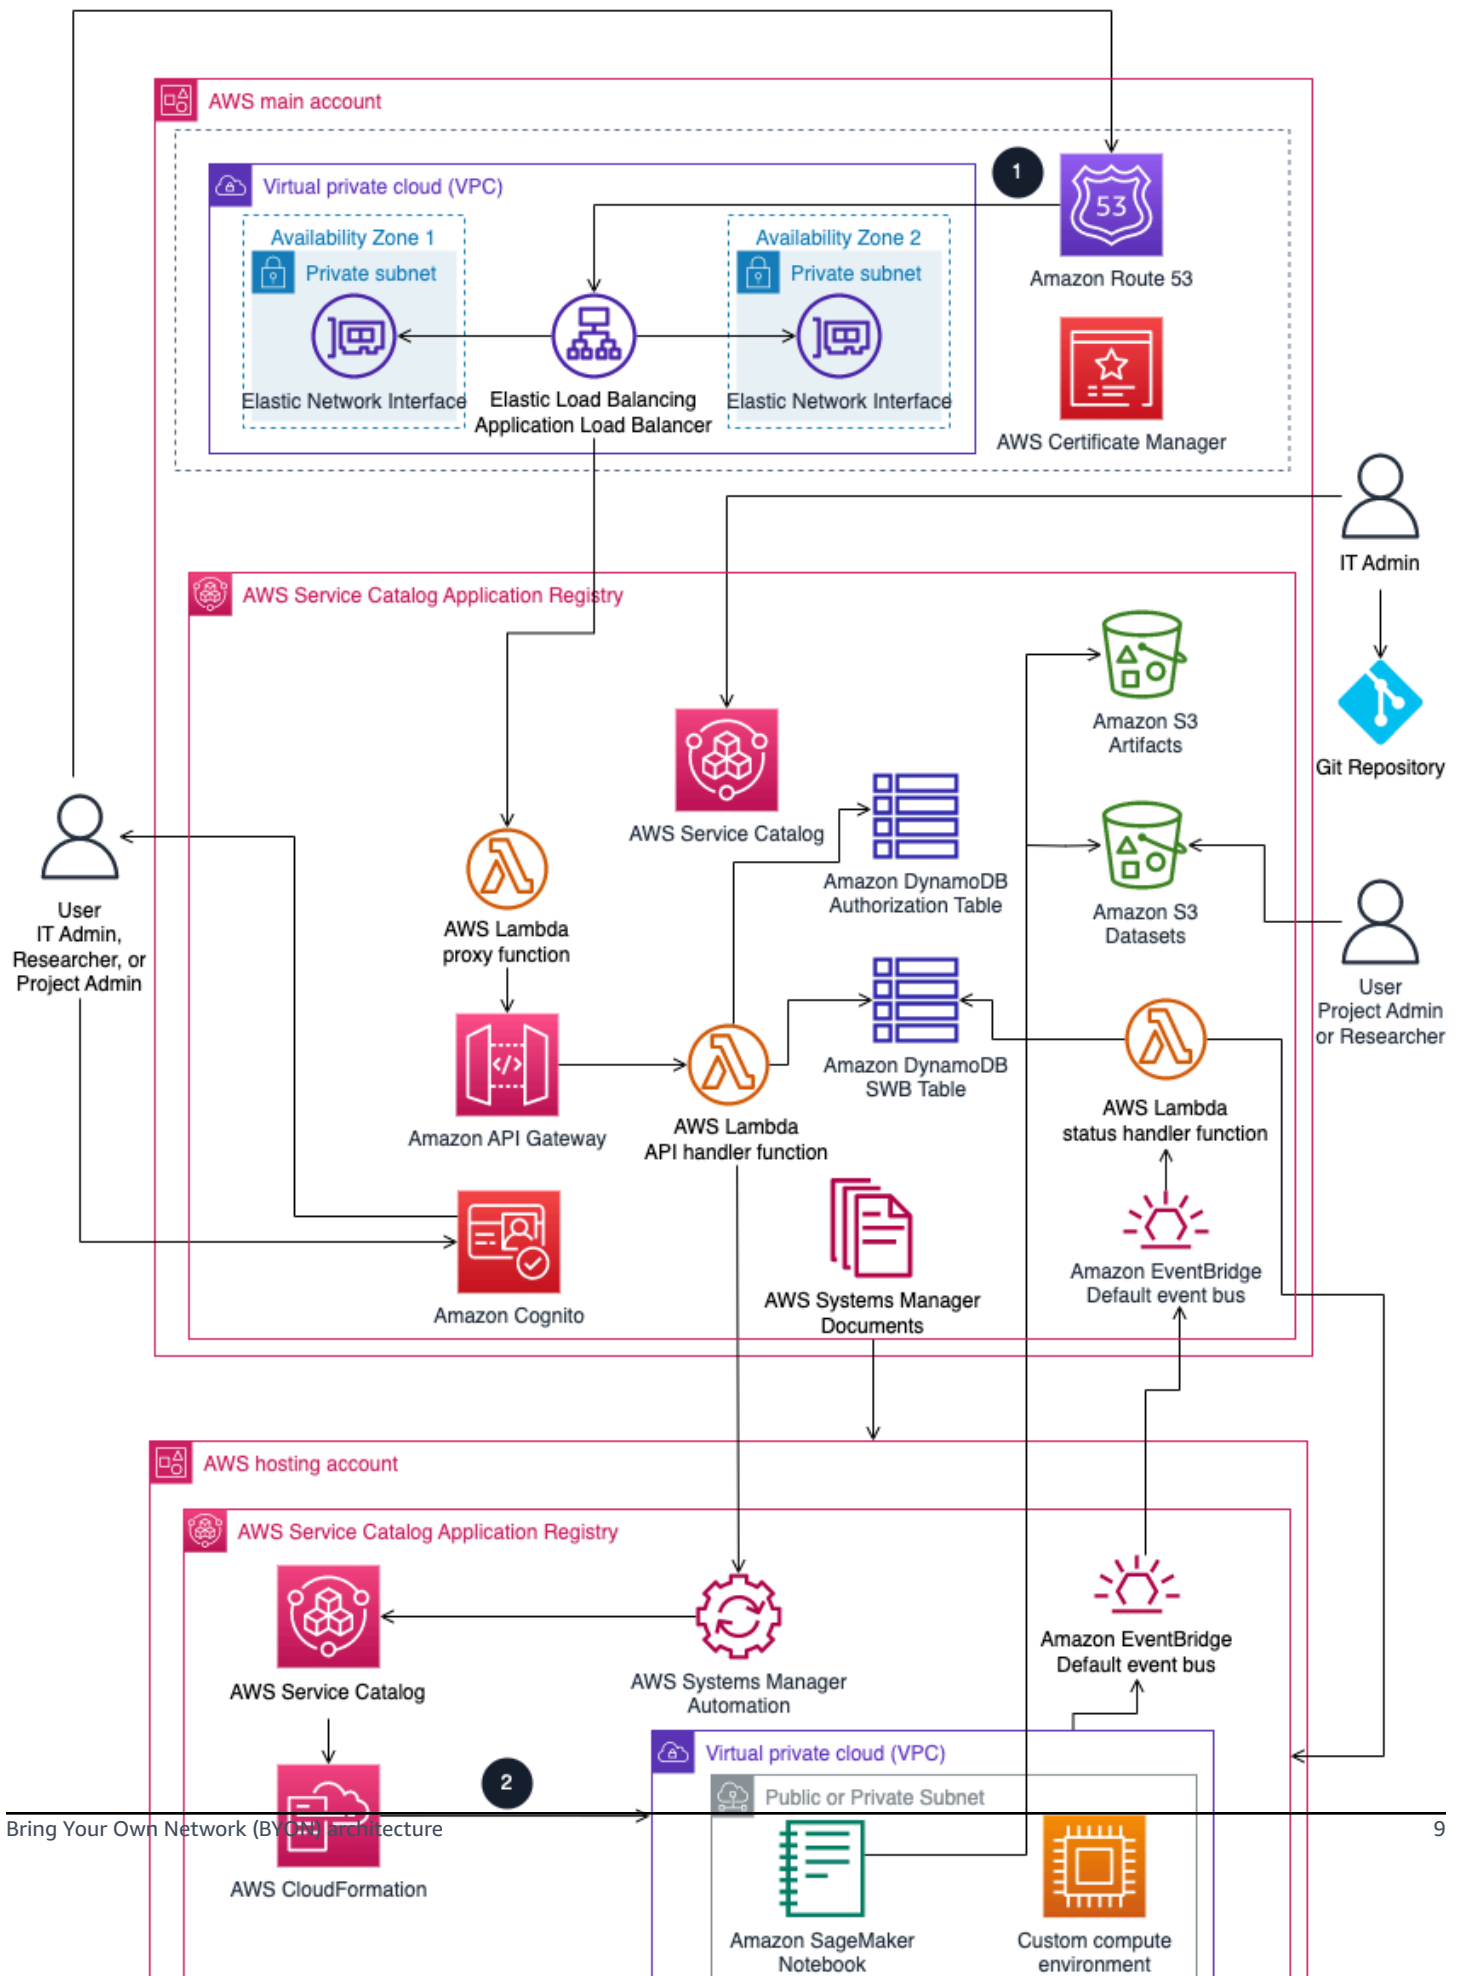 AWS main account
1
Virtual private cloud (VPC)
53
Availability Zone 1
Availability Zone 2
Private subnet
Private subnet
Amazon Route 53
Elastic Network Interface
Elastic Load Balancing
Application Load Balancer
Elastic Network Interface
AWS Certificate Manager
IT Admin
AWS Service Catalog Application Registry
Amazon S3
Artifacts
Git Repository
AWS Service Catalog
Amazon DynamoDB
Authorization Table
User
IT Admin,
Researcher, or
Project Admin
AWS Lambda
proxy function
Amazon S3
Datasets
User
Project Admin
or Researcher
</>
Amazon DynamoDB
SWB Table
Amazon API Gateway
AWS Lambda
API handler function
AWS Lambda
status handler function
Amazon EventBridge
Default event bus
Amazon Cognito
AWS Systems Manager
Documents
AWS hosting account
AWS Service Catalog Application Registry
AWS Service Catalog
AWS Systems Manager
Automation
Amazon EventBridge
Default event bus
Virtual private cloud (VPC)
2
Public or Private Subnet
Bring Your Own Network (BYON) architecture
9
AWS CloudFormation
Amazon SageMaker
Notebook
Custom compute
environment